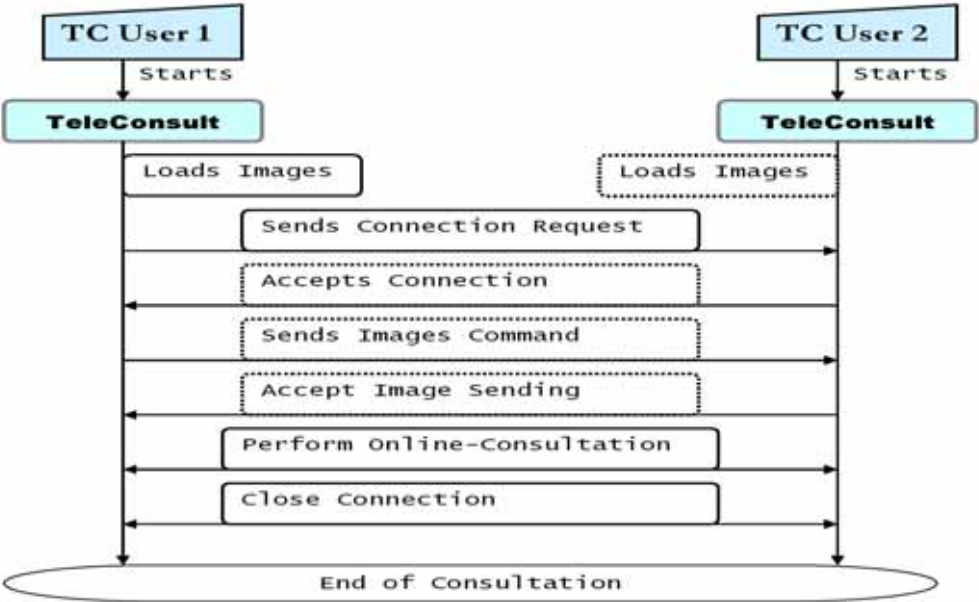 TC User 1
TC User 2
Starts
Starts
TeleConsult
TeleConsult
Loads Images
Loads Images
Sends Connection Request
Accepts Connection
Sends Images Command
Accept Image Sending
Perform Online-Consultation
Close Connection
End of Consultation